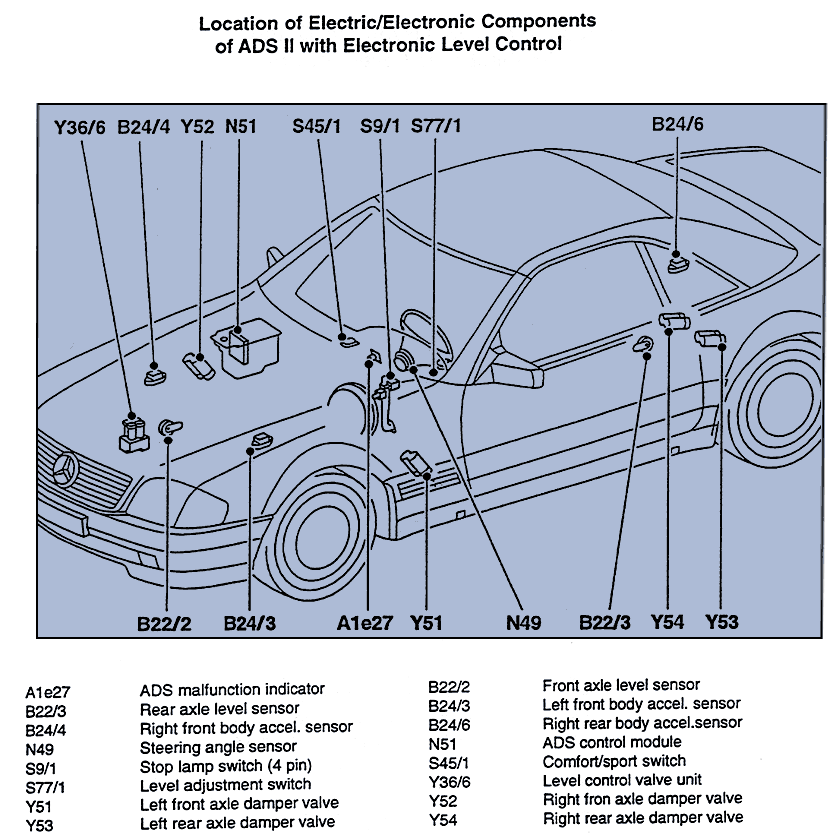 Location of Electric/Electronic Components
of ADS II with Electronic Level Control
Y36/6 B24/4 Y52 N51 S45/1 S9/1 S77/1 B24/6
B22/2 B24/3 A1e27 Y51 N49 B22/3 Y54 Y53
A1e27 ADS malfunction indicator
B22/3 Rear axle level sensor
B24/4 Right front body accel. sensor
N49 Steering angle sensor
S9/1 Stop lamp switch (4 pin)
S77/1 Level adjustment switch
Y51 Left front axle damper valve
Y53 Left rear axle damper valve
B22/2 Front axle level sensor
B24/3 Left front body accel. sensor
B24/6 Right rear body accel.sensor
N51 ADS control module
S45/1 Comfort/sport switch
Y36/6 Level control valve unit
Y52 Right fron axle damper valve
Y54 Right rear axle damper valve